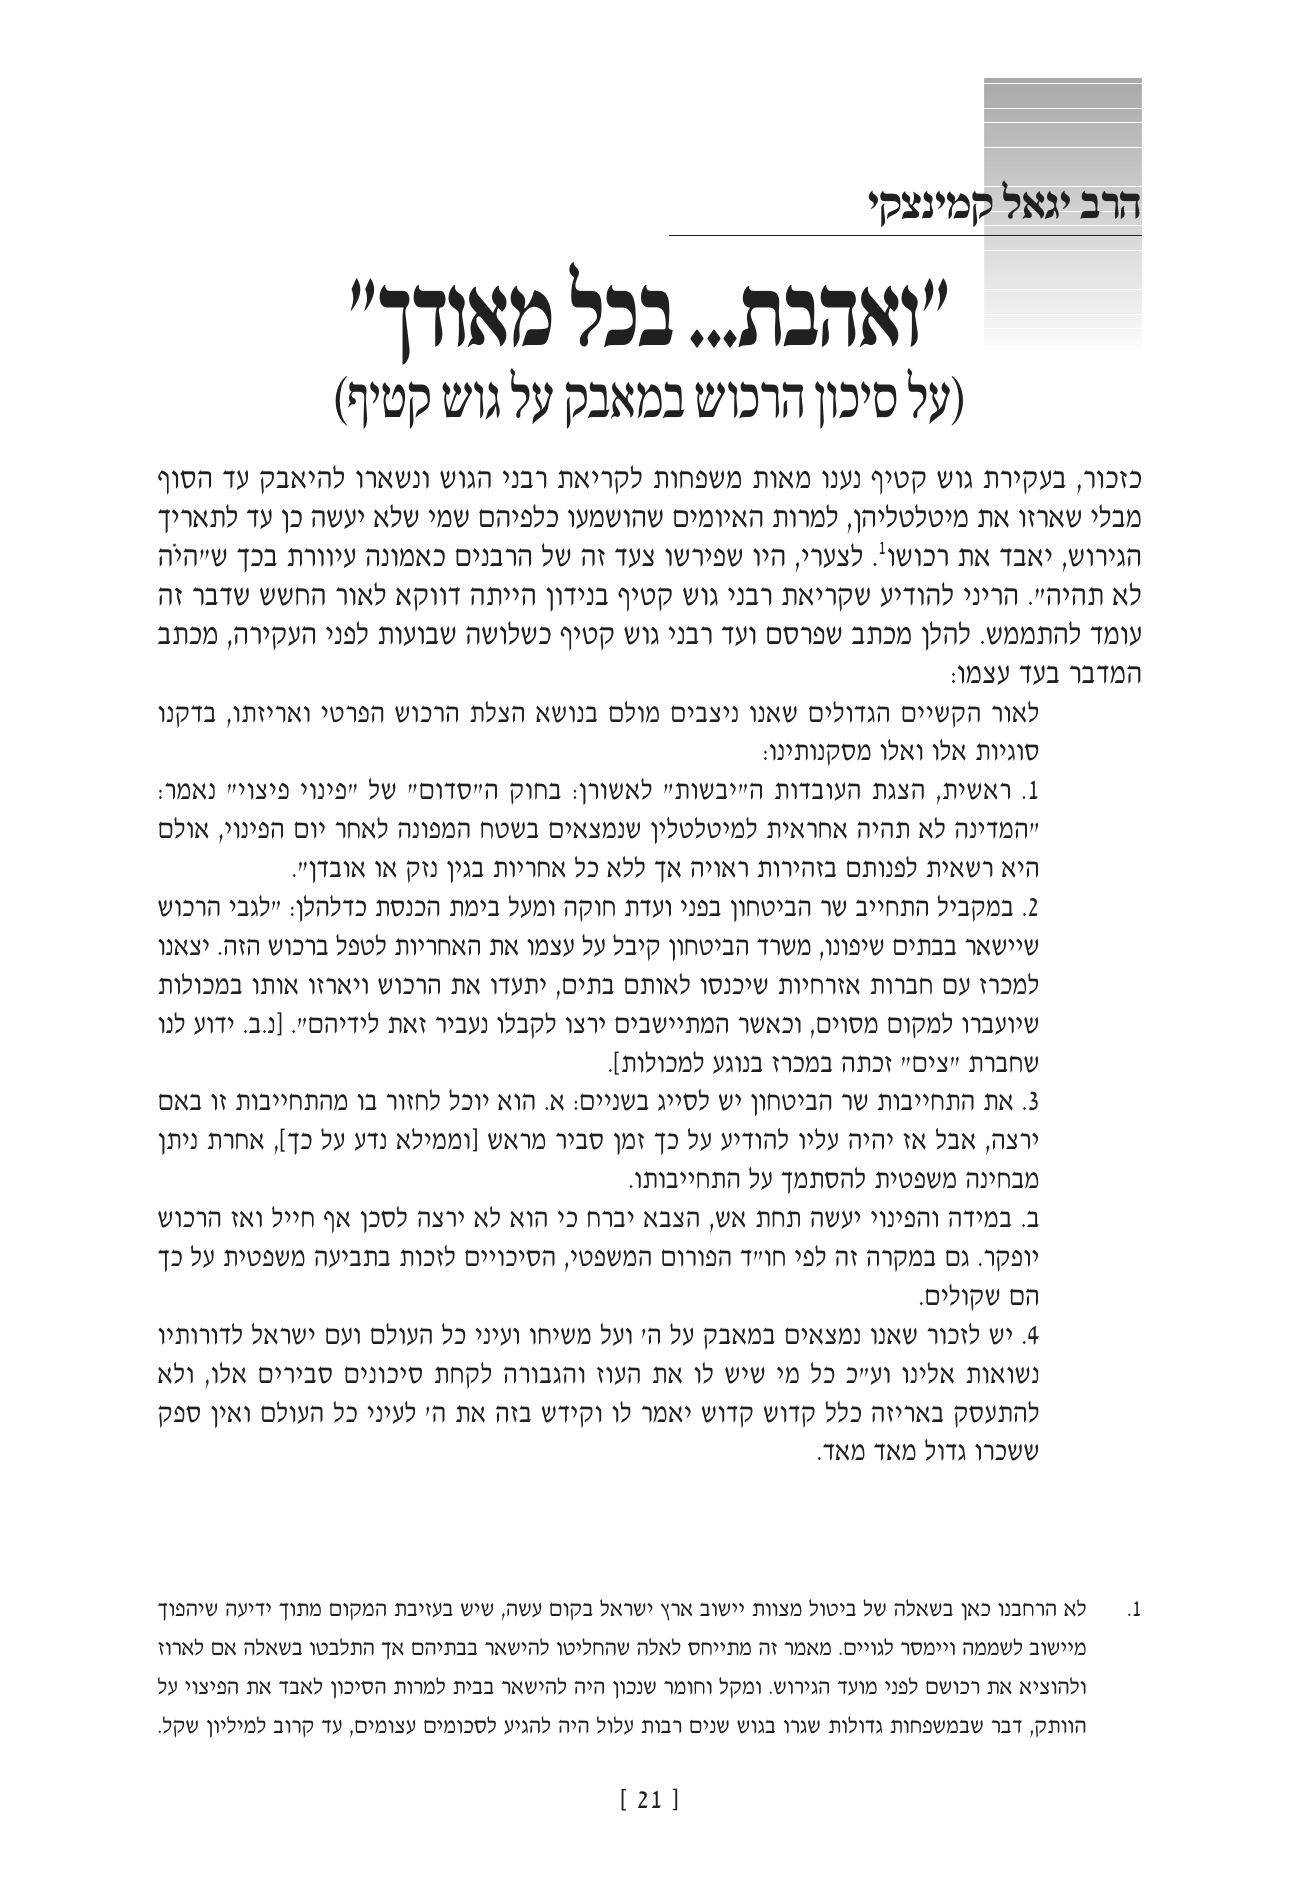 הרב יגאל קמינצקי
"ואהבת... בכל מאודך"
(על סיכון הרכוש במאבק על גוש קטיף)
כזכור, בעקירת גוש קטיף נענו מאות משפחות לקריאת רבני הגוש ונשארו להיאבק עד הסוף
מבלי שארזו את מיטלטליהן, למרות האיומים שהושמעו כלפיהם שמי שלא יעשה כן עד לתאריך
הגירוש, יאבד את רכושו1. לצערי, היו שפירשו צעד זה של הרבנים כאמונה עיוורת בכך ש"היֹה
לא תהיה". הריני להודיע שקריאת רבני גוש קטיף בנידון הייתה דווקא לאור החשש שדבר זה
עומד להתממש. להלן מכתב שפרסם ועד רבני גוש קטיף כשלושה שבועות לפני העקירה, מכתב
המדבר בעד עצמו:
לאור הקשיים הגדולים שאנו ניצבים מולם בנושא הצלת הרכוש הפרטי ואריזתו, בדקנו
סוגיות אלו ואלו מסקנותינו:
1. ראשית, הצגת העובדות ה"יבשות" לאשורן: בחוק ה"סדום" של "פינוי פיצוי" נאמר:
"המדינה לא תהיה אחראית למיטלטלין שנמצאים בשטח המפונה לאחר יום הפינוי, אולם
היא רשאית לפנותם בזהירות ראויה אך ללא כל אחריות בגין נזק או אובדן".
2. במקביל התחייב שר הביטחון בפני ועדת חוקה ומעל בימת הכנסת כדלהלן: "לגבי הרכוש
שיישאר בבתים שיפונו, משרד הביטחון קיבל על עצמו את האחריות לטפל ברכוש הזה. יצאנו
למכרז עם חברות אזרחיות שיכנסו לאותם בתים, יתעדו את הרכוש ויארזו אותו במכולות
שיועברו למקום מסוים, וכאשר המתיישבים ירצו לקבלו נעביר זאת לידיהם". [נ.ב. ידוע לנו
שחברת "צים" זכתה במכרז בנוגע למכולות].
3. את התחייבות שר הביטחון יש לסייג בשניים: א. הוא יוכל לחזור בו מהתחייבות זו באם
ירצה, אבל אז יהיה עליו להודיע על כך זמן סביר מראש [וממילא נדע על כך], אחרת ניתן
מבחינה משפטית להסתמך על התחייבותו.
ב. במידה והפינוי יעשה תחת אש, הצבא יברח כי הוא לא ירצה לסכן אף חייל ואז הרכוש
יופקר. גם במקרה זה לפי חו"ד הפורום המשפטי, הסיכויים לזכות בתביעה משפטית על כך
הם שקולים.
4. יש לזכור שאנו נמצאים במאבק על ה' ועל משיחו ועיני כל העולם ועם ישראל לדורותיו
נשואות אלינו וע"כ כל מי שיש לו את העוז והגבורה לקחת סיכונים סבירים אלו, ולא
להתעסק באריזה כלל קדוש קדוש יאמר לו וקידש בזה את ה' לעיני כל העולם ואין ספק
ששכרו גדול מאד מאד.
1. לא הרחבנו כאן בשאלה של ביטול מצוות יישוב ארץ ישראל בקום עשה, שיש בעזיבת המקום מתוך ידיעה שיהפוך
מיישוב לשממה ויימסר לגויים. מאמר זה מתייחס לאלה שהחליטו להישאר בבתיהם אך התלבטו בשאלה אם לארוז
ולהוציא את רכושם לפני מועד הגירוש. ומקל וחומר שנכון היה להישאר בבית למרות הסיכון לאבד את הפיצוי על
הוותק, דבר שבמשפחות גדולות שגרו בגוש שנים רבות עלול היה להגיע לסכומים עצומים, עד קרוב למיליון שקל.
[ 21 ]